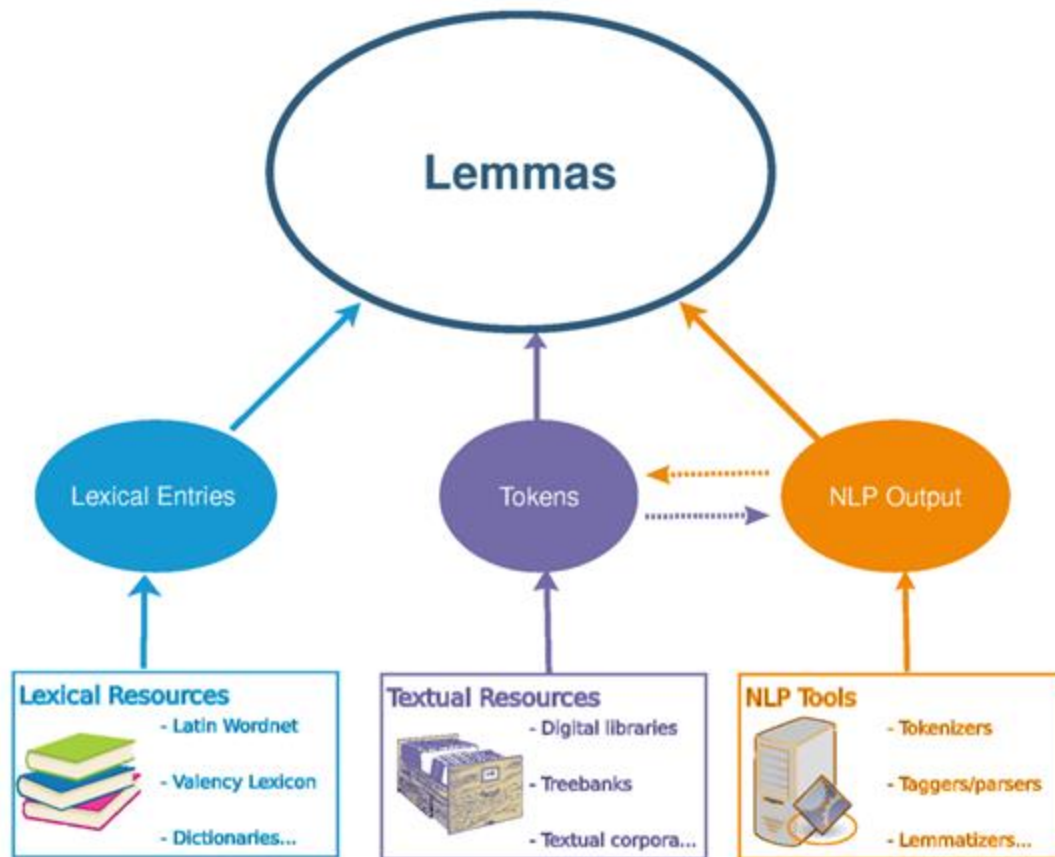 Lemmas
Lexical Entries
Tokens
NLP Output
Lexical Resources
- Latin Wordnet
- Valency Lexicon
- Dictionaries...
Textual Resources
- Digital libraries
- Treebanks
- Textual corpora...
NLP Tools
- Tokenizers
- Taggers/parsers
- Lemmatizers...